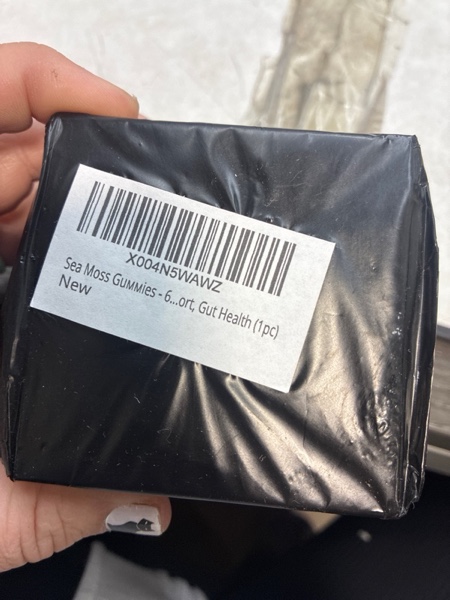 X004N5WAWZ
Sea Moss Gummies - 6...ort, Gut Health (1pc)
New